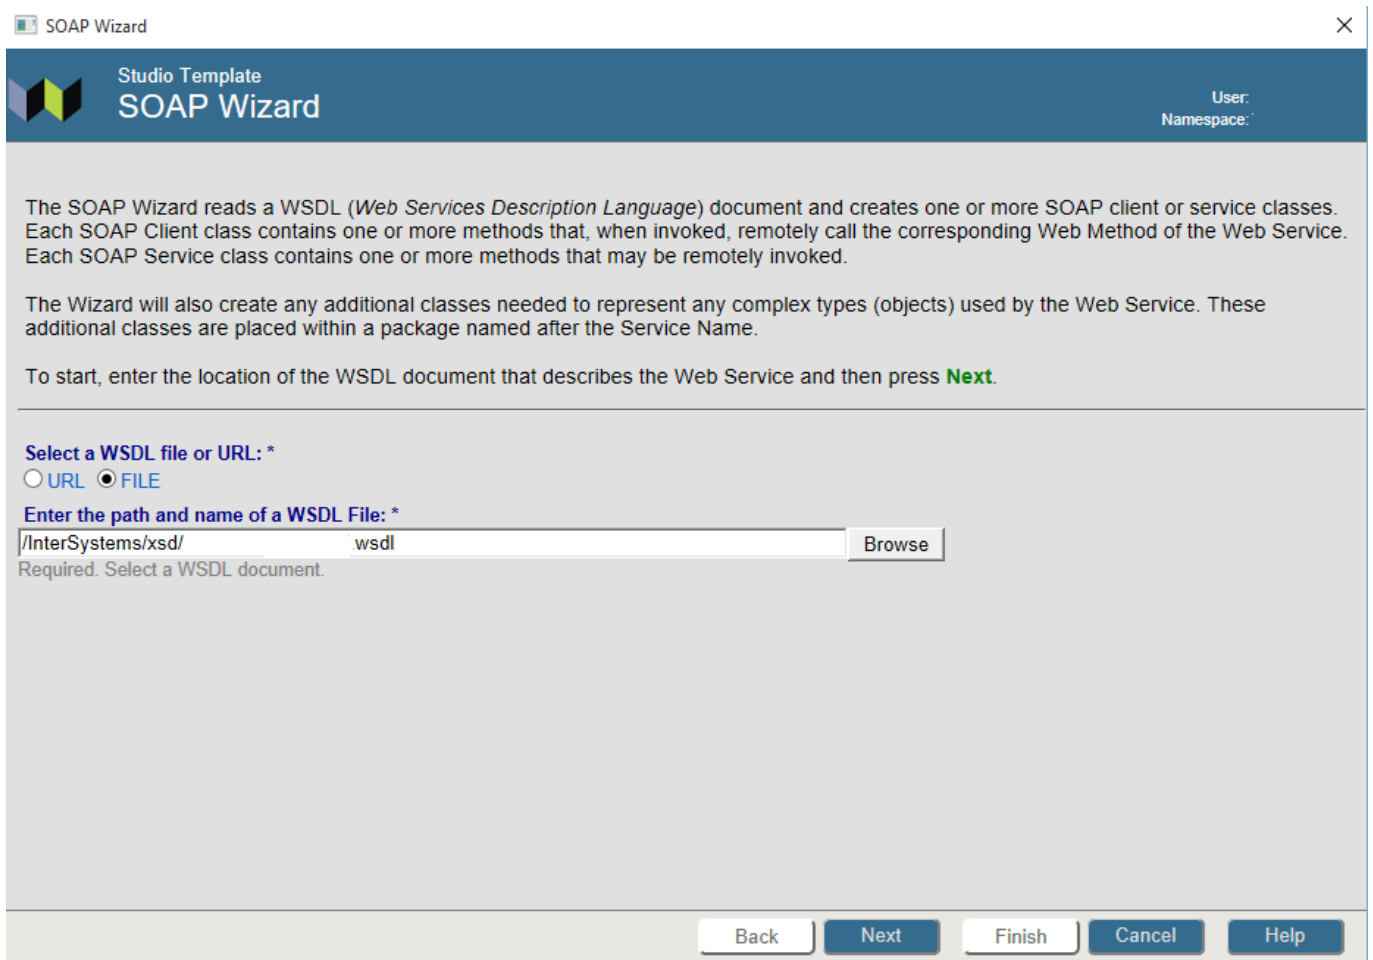 SOAP Wizard
Studio Template
SOAP Wizard
User:
Namespace:
The SOAP Wizard reads a WSDL (Web Services Description Language) document and creates one or more SOAP client or service classes.
Each SOAP Client class contains one or more methods that, when invoked, remotely call the corresponding Web Method of the Web Service.
Each SOAP Service class contains one or more methods that may be remotely invoked.
The Wizard will also create any additional classes needed to represent any complex types (objects) used by the Web Service. These
additional classes are placed within a package named after the Service Name.
To start, enter the location of the WSDL document that describes the Web Service and then press Next.
Select a WSDL file or URL: *
URL FILE
Enter the path and name of a WSDL File: *
/InterSystems/xsd/ .wsdl Browse
Required. Select a WSDL document.
Back Next Finish Cancel Help